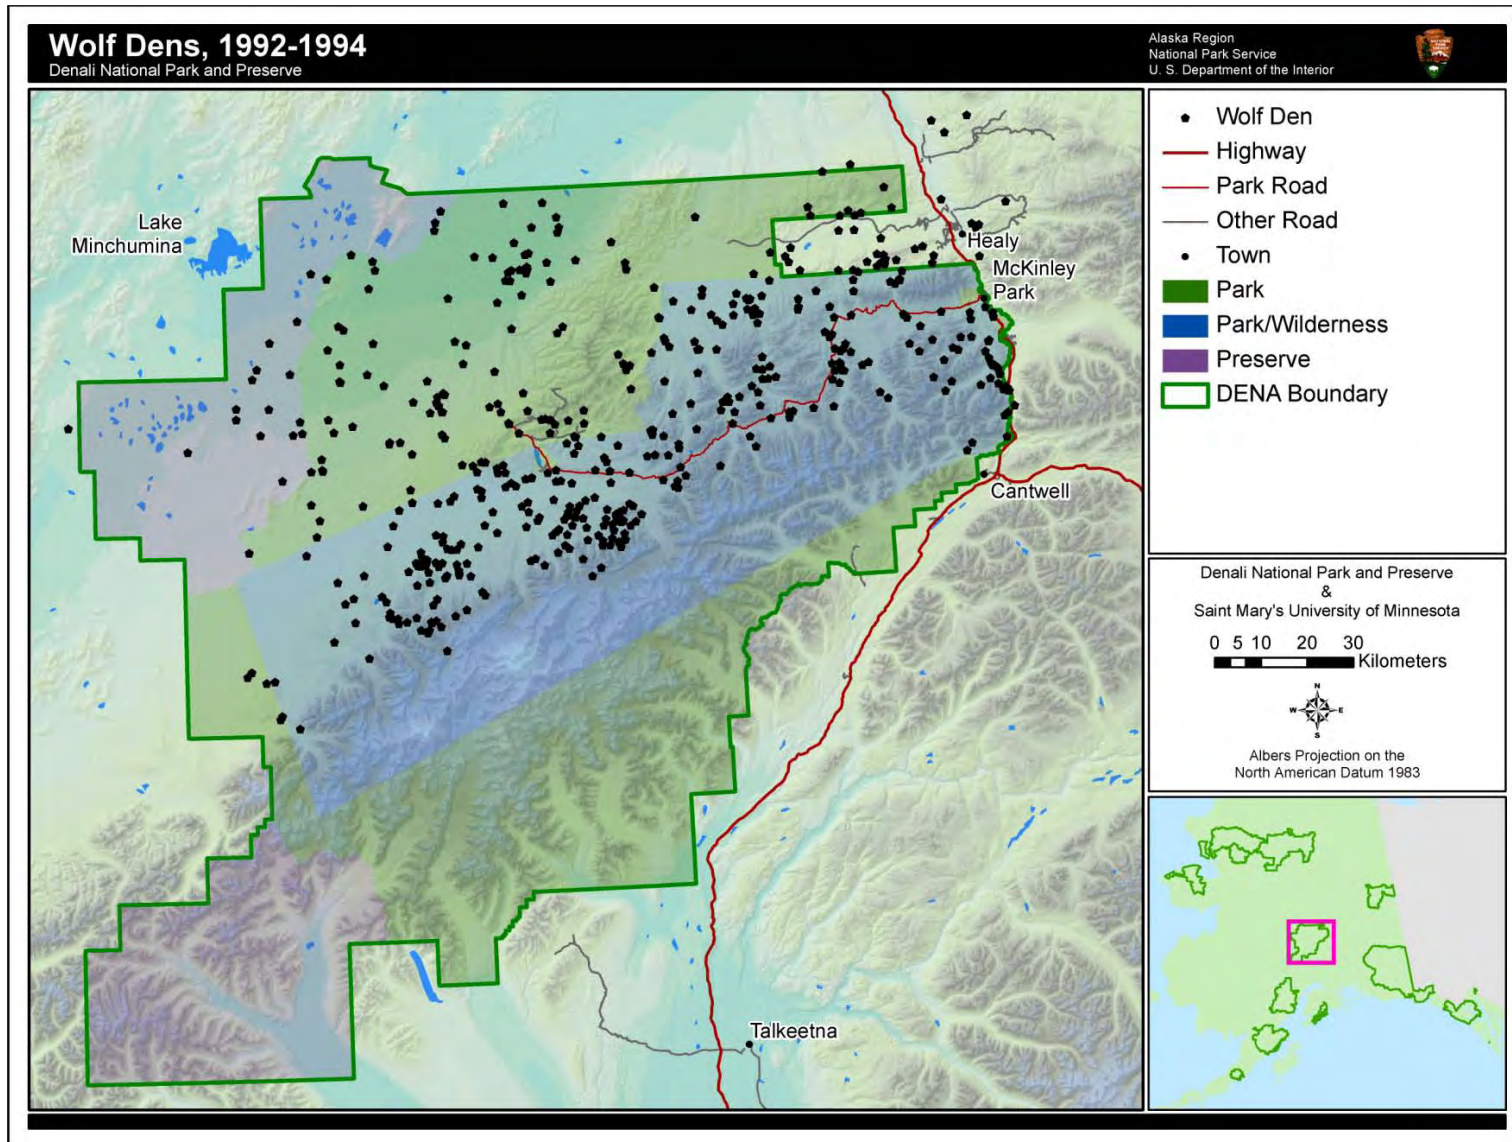 Wolf Dens, 1992-1994
Denali National Park and Preserve
Alaska Region
National Park Service
U. S. Department of the Interior
Lake
Minchumina
Healy
McKinley
Park
Cantwell
Talkeetna
Wolf Den
Highway
Park Road
Other Road
Town
Park
Park/Wilderness
Preserve
DENA Boundary
Denali National Park and Preserve
&
Saint Mary's University of Minnesota
0 5 10 20 30
Kilometers
N
W E
S
Albers Projection on the
North American Datum 1983